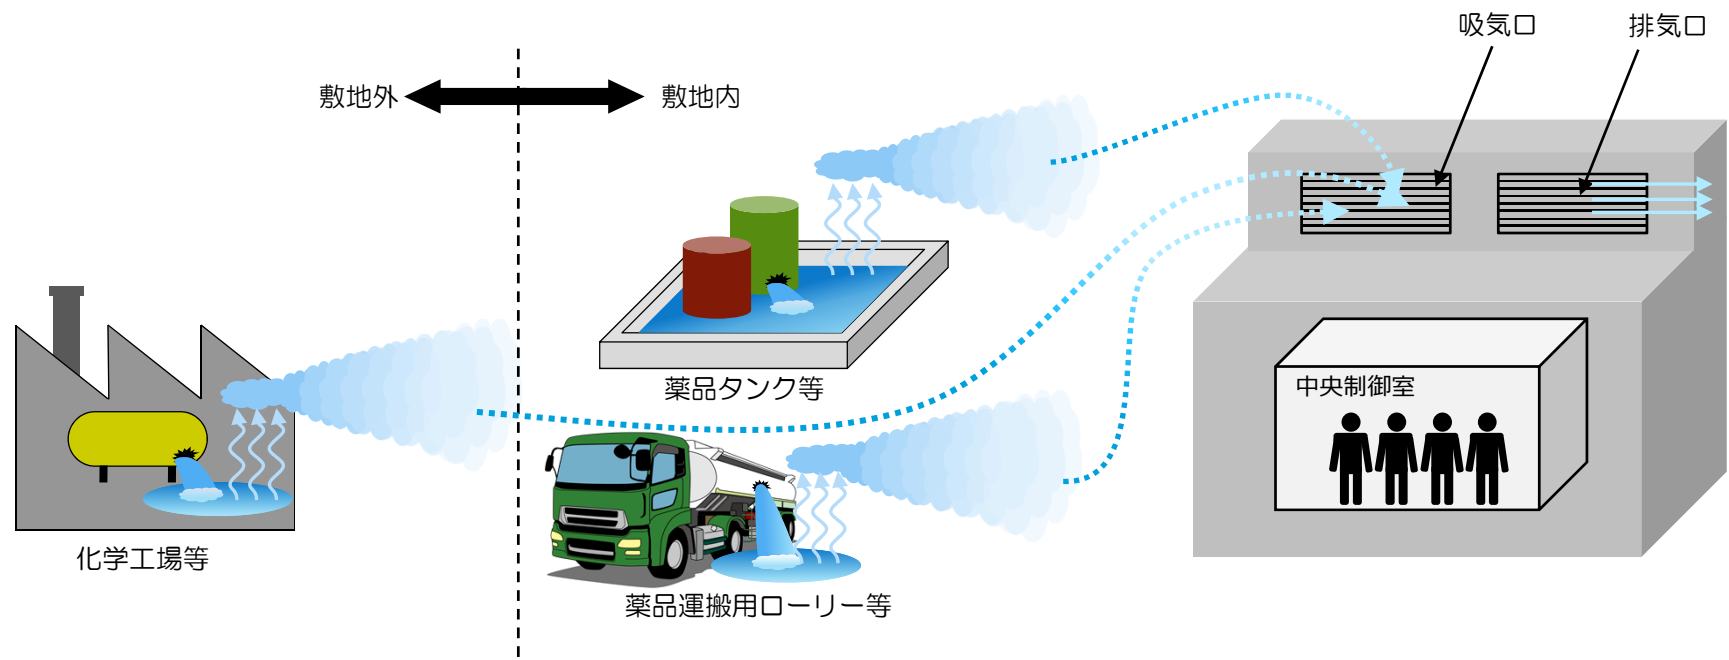 吸気口
排気口
敷地外
敷地内
薬品タンク等
中央制御室
化学工場等
薬品運搬用ローリー等